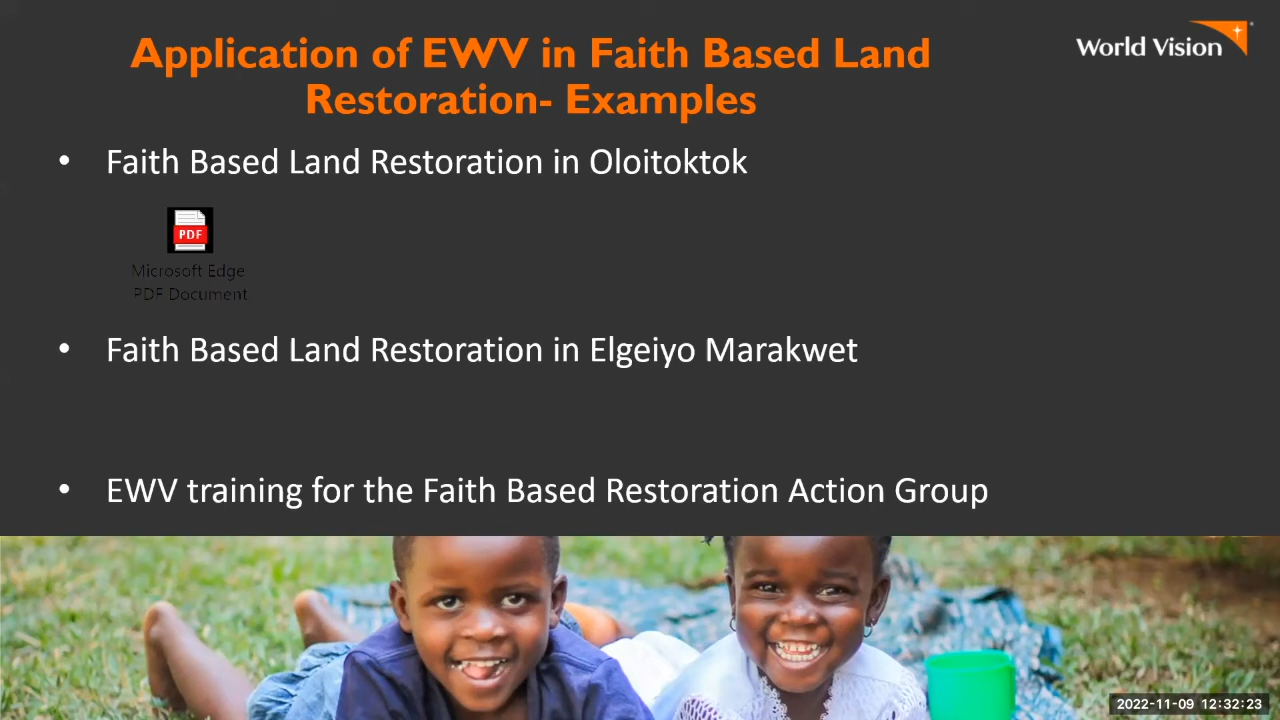 Application of EWV in Faith Based Land
Restoration- Examples
World Vision
• Faith Based Land Restoration in Oloitoktok
PDF
Microsoft Edge
PDF Document
• Faith Based Land Restoration in Elgeiyo Marakwet
• EWV training for the Faith Based Restoration Action Group
2022-11-09 12:32:23